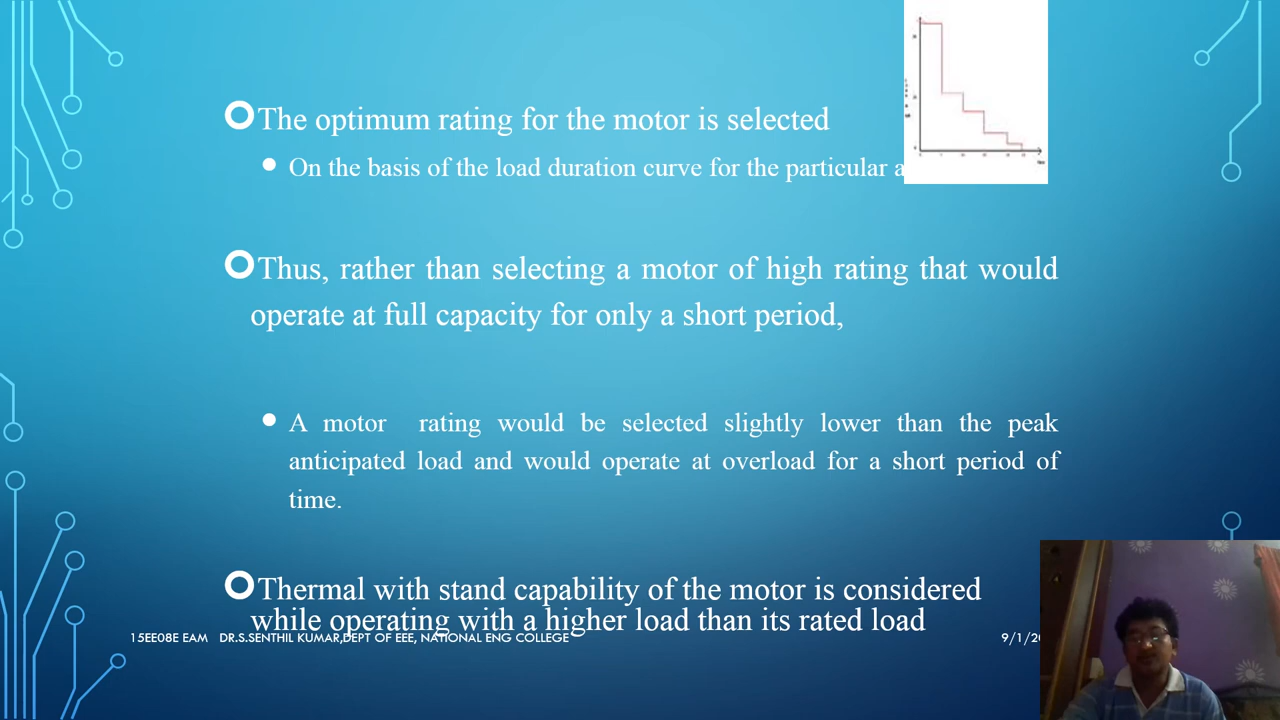 The optimum rating for the motor is selected
On the basis of the load duration curve for the particular a
Thus, rather than selecting a motor of high rating that would
operate at full capacity for only a short period,
A motor rating would be selected slightly lower than the peak
anticipated load and would operate at overload for a short period of
time.
Thermal with stand capability of the motor is considered
while operating with a higher load than its rated load
15EE08E EAM DR.S.SENTHIL KUMAR,DEPT OF EEE, NATIONAL ENG COLLEGE
9/1/20